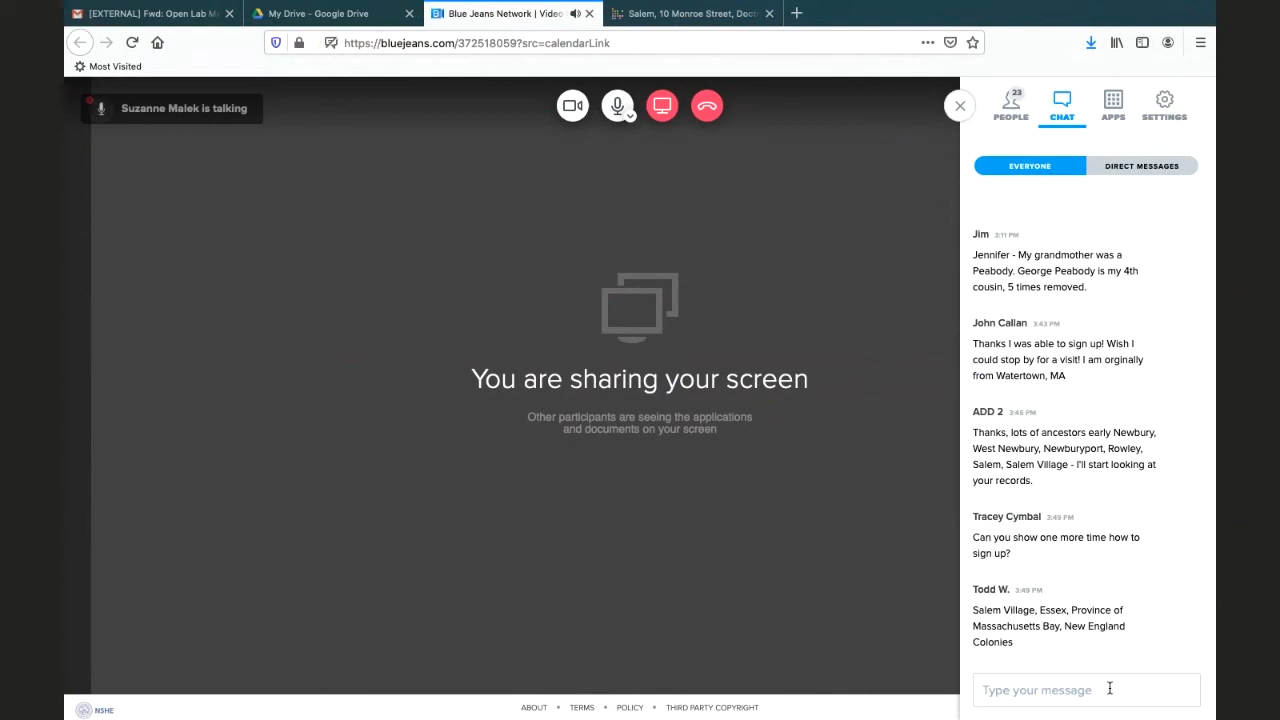 [EXTERNAL] Fwd: Open Lab M
My Drive - Google Drive
Blue Jeans Network | Video
Salem, 10 Monroe Street, Doct
https://bluejeans.com/372518059?src=calendarLink
Most Visited
Suzanne Malek is talking
23
PEOPLE
CHAT
APPS
SETTINGS
EVERYONE
DIRECT MESSAGES
Jim 3:11 PM
Jennifer - My grandmother was a
Peabody. George Peabody is my 4th
cousin, 5 times removed.
John Callan 3:43 PM
Thanks I was able to sign up! Wish I
could stop by for a visit! I am orginally
from Watertown, MA
ADD 2 3:45 PM
Thanks, lots of ancestors early Newbury,
West Newbury, Newburyport, Rowley,
Salem, Salem Village - I'll start looking at
your records.
Tracey Cymbal 3:49 PM
Can you show one more time how to
sign up?
Todd W. 3:49 PM
Salem Village, Essex, Province of
Massachusetts Bay, New England
Colonies
Type your message
You are sharing your screen
Other participants are seeing the applications
and documents on your screen
NSHE
ABOUT • TERMS • POLICY • THIRD PARTY COPYRIGHT